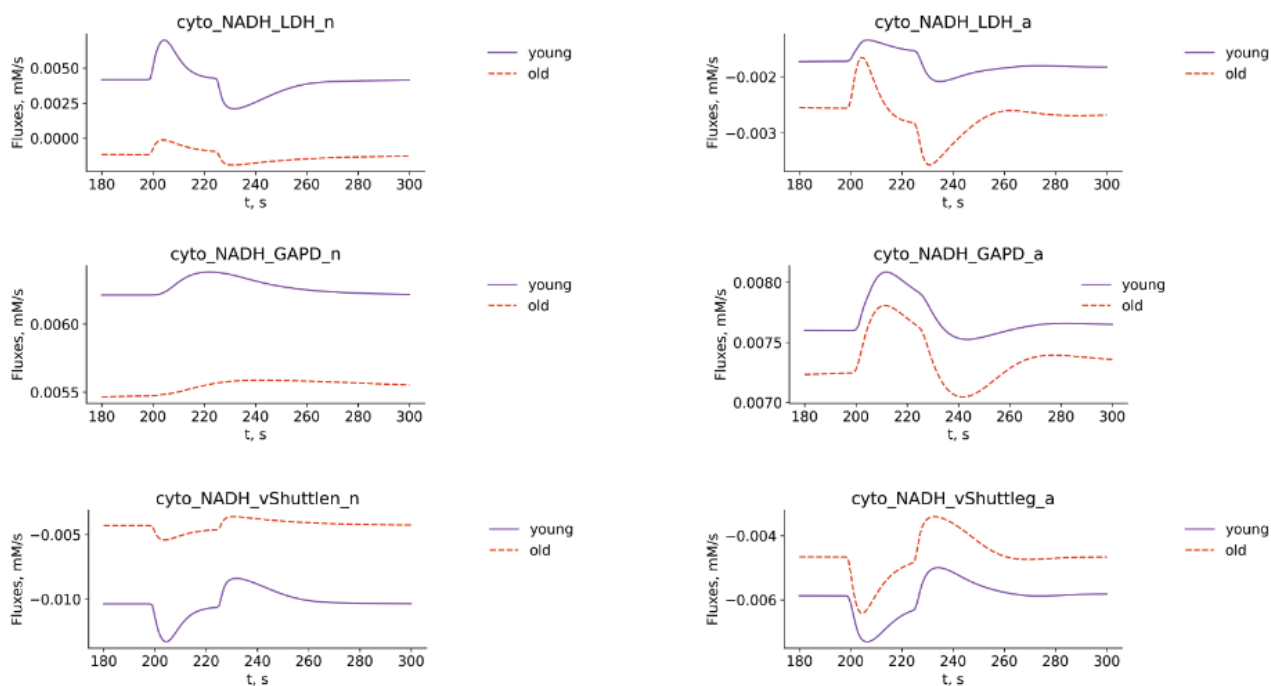 cyto_NADH_LDH_n
Fluxes, mM/s
0.0050
0.0025
0.0000
180 200 220 240 260 280 300
t, s
young
old
cyto_NADH_LDH_a
Fluxes, mM/s
−0.002
−0.003
180 200 220 240 260 280 300
t, s
young
old
cyto_NADH_GAPD_n
Fluxes, mM/s
0.0060
0.0055
180 200 220 240 260 280 300
t, s
young
old
cyto_NADH_GAPD_a
Fluxes, mM/s
0.0080
0.0075
0.0070
180 200 220 240 260 280 300
t, s
young
old
cyto_NADH_vShuttlen_n
Fluxes, mM/s
−0.005
−0.010
180 200 220 240 260 280 300
t, s
young
old
cyto_NADH_vShuttleg_a
Fluxes, mM/s
−0.004
−0.006
180 200 220 240 260 280 300
t, s
young
old